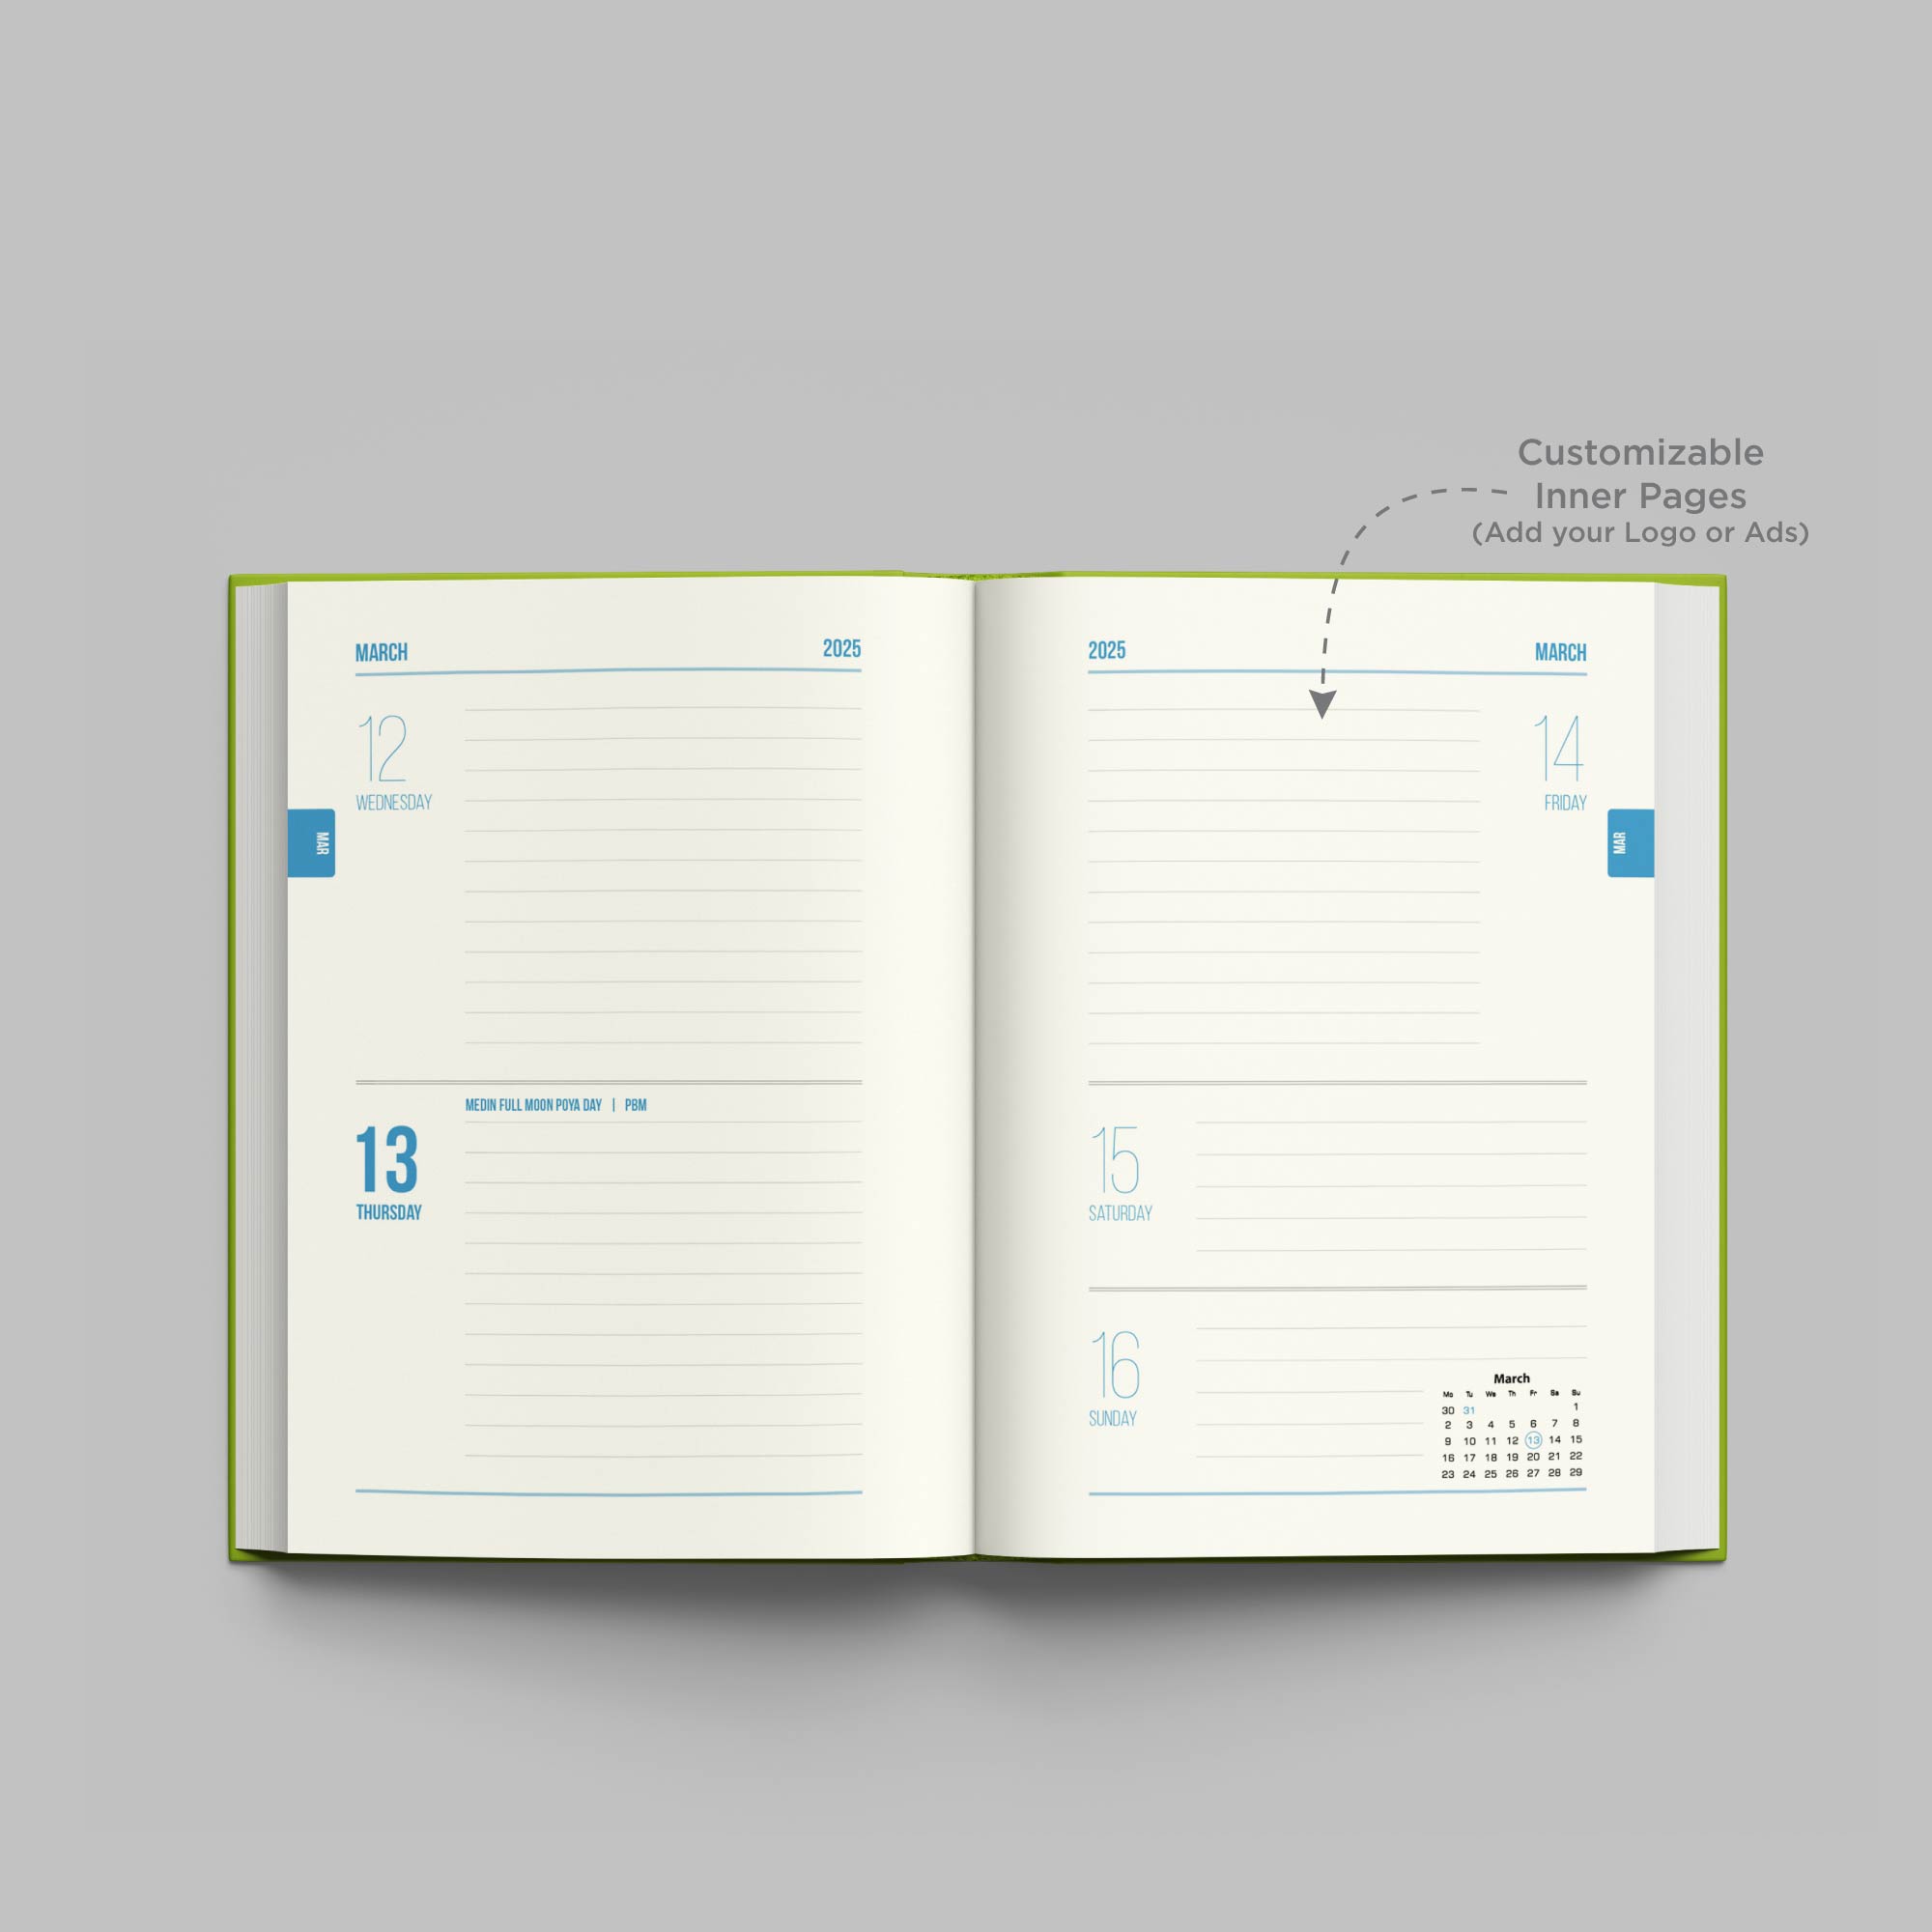 Customizable
Inner Pages
(Add your Logo or Ads)
MARCH 2025
12
WEDNESDAY
MAR
MEDIN FULL MOON POYA DAY | PBM
13
THURSDAY
2025 MARCH
14
FRIDAY
MAR
15
SATURDAY
16
SUNDAY
March
Mo Tu We Th Fr Sa Su
30 31 1
2 3 4 5 6 7 8
9 10 11 12 13 14 15
16 17 18 19 20 21 22
23 24 25 26 27 28 29